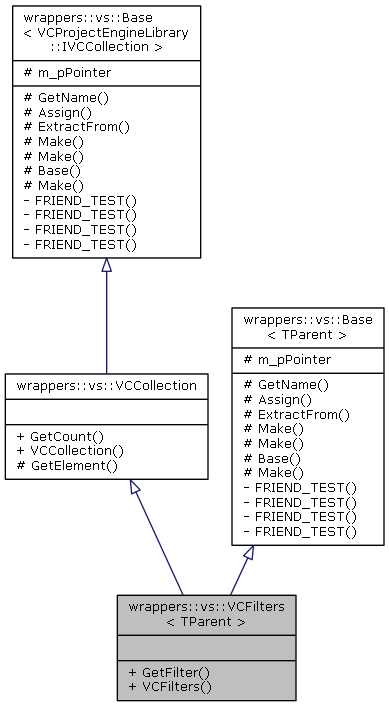 wrappers::vs::Base
< VCProjectEngineLibrary
::IVCCollection >
# m_pPointer
# GetName()
# Assign()
# ExtractFrom()
# Make()
# Make()
# Base()
# Make()
- FRIEND_TEST()
- FRIEND_TEST()
- FRIEND_TEST()
- FRIEND_TEST()
wrappers::vs::Base
< TParent >
# m_pPointer
# GetName()
# Assign()
# ExtractFrom()
# Make()
# Make()
# Base()
# Make()
- FRIEND_TEST()
- FRIEND_TEST()
- FRIEND_TEST()
- FRIEND_TEST()
wrappers::vs::VCCollection
+ GetCount()
+ VCCollection()
# GetElement()
wrappers::vs::VCFilters
< TParent >
+ GetFilter()
+ VCFilters()